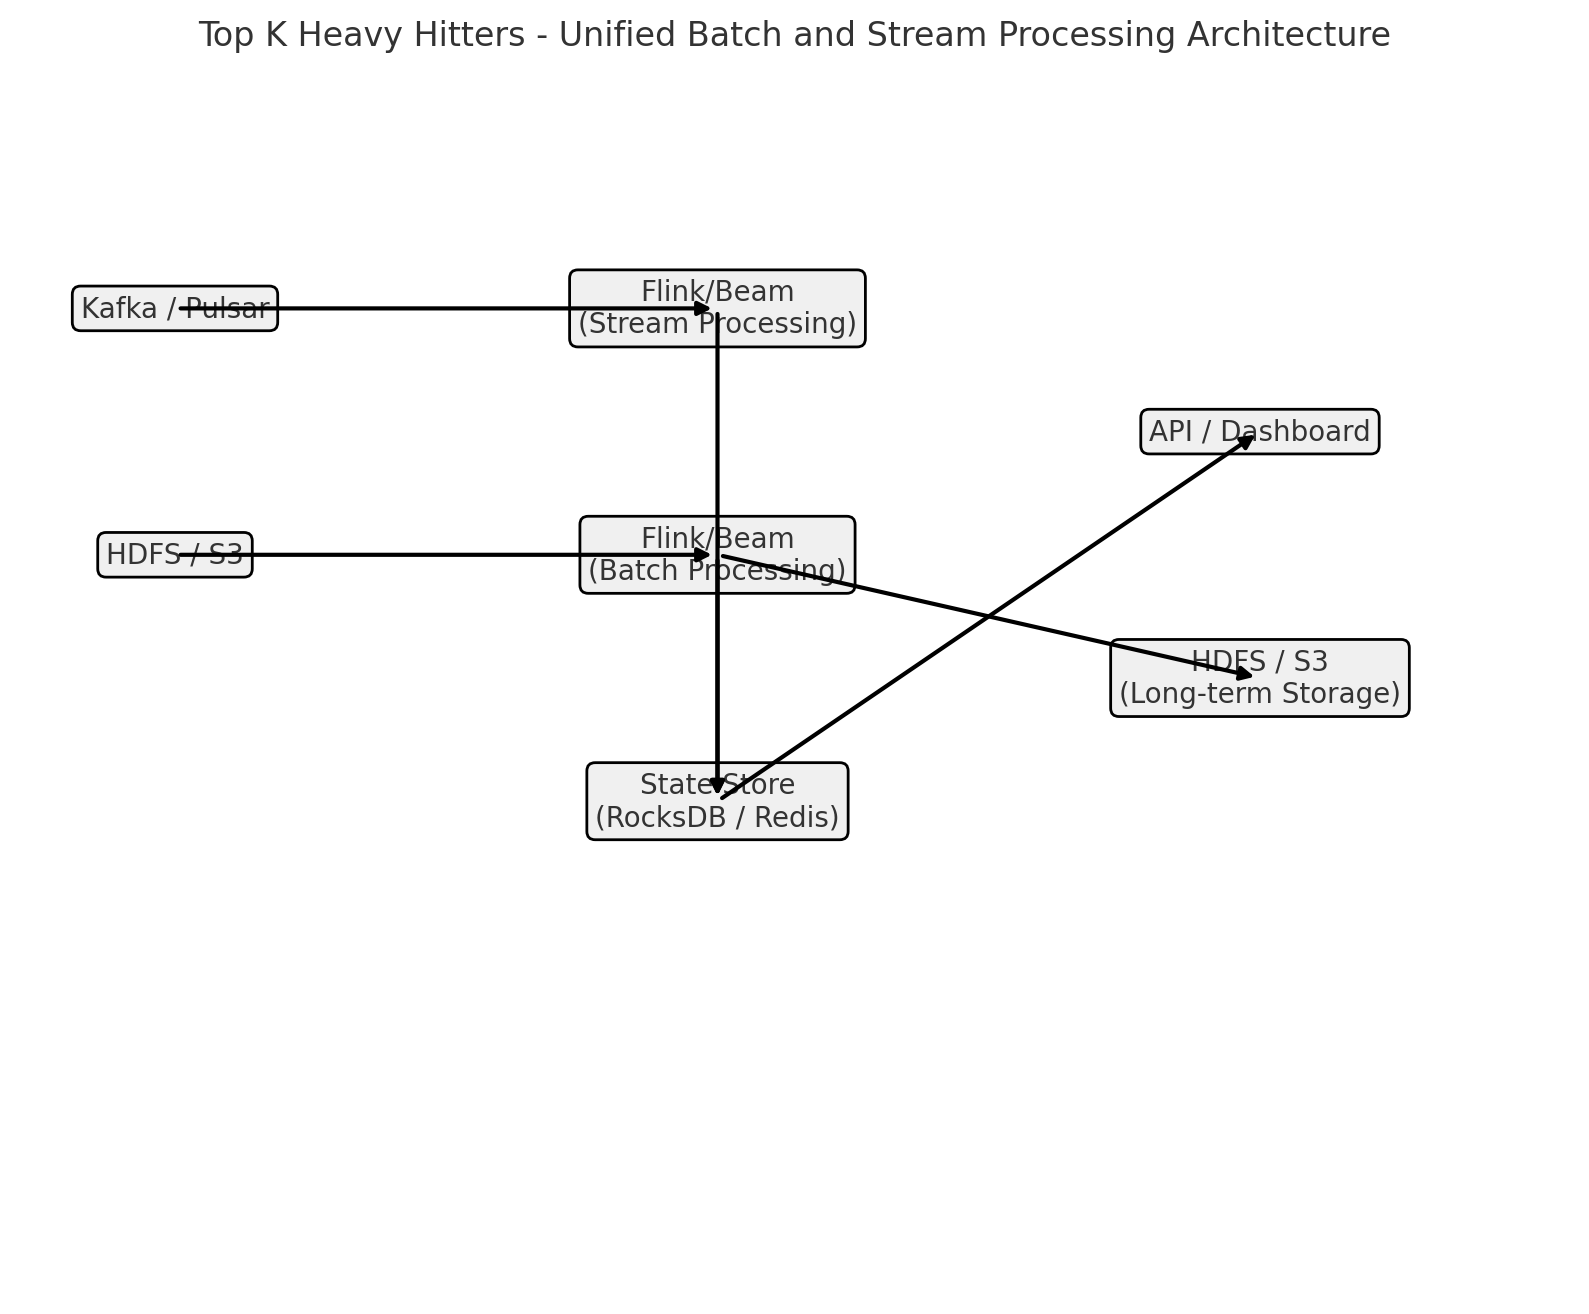 Top K Heavy Hitters - Unified Batch and Stream Processing Architecture
Kafka / Pulsar
Flink/Beam
(Stream Processing)
API / Dashboard
HDFS / S3
Flink/Beam
(Batch Processing)
HDFS / S3
(Long-term Storage)
State Store
(RocksDB / Redis)